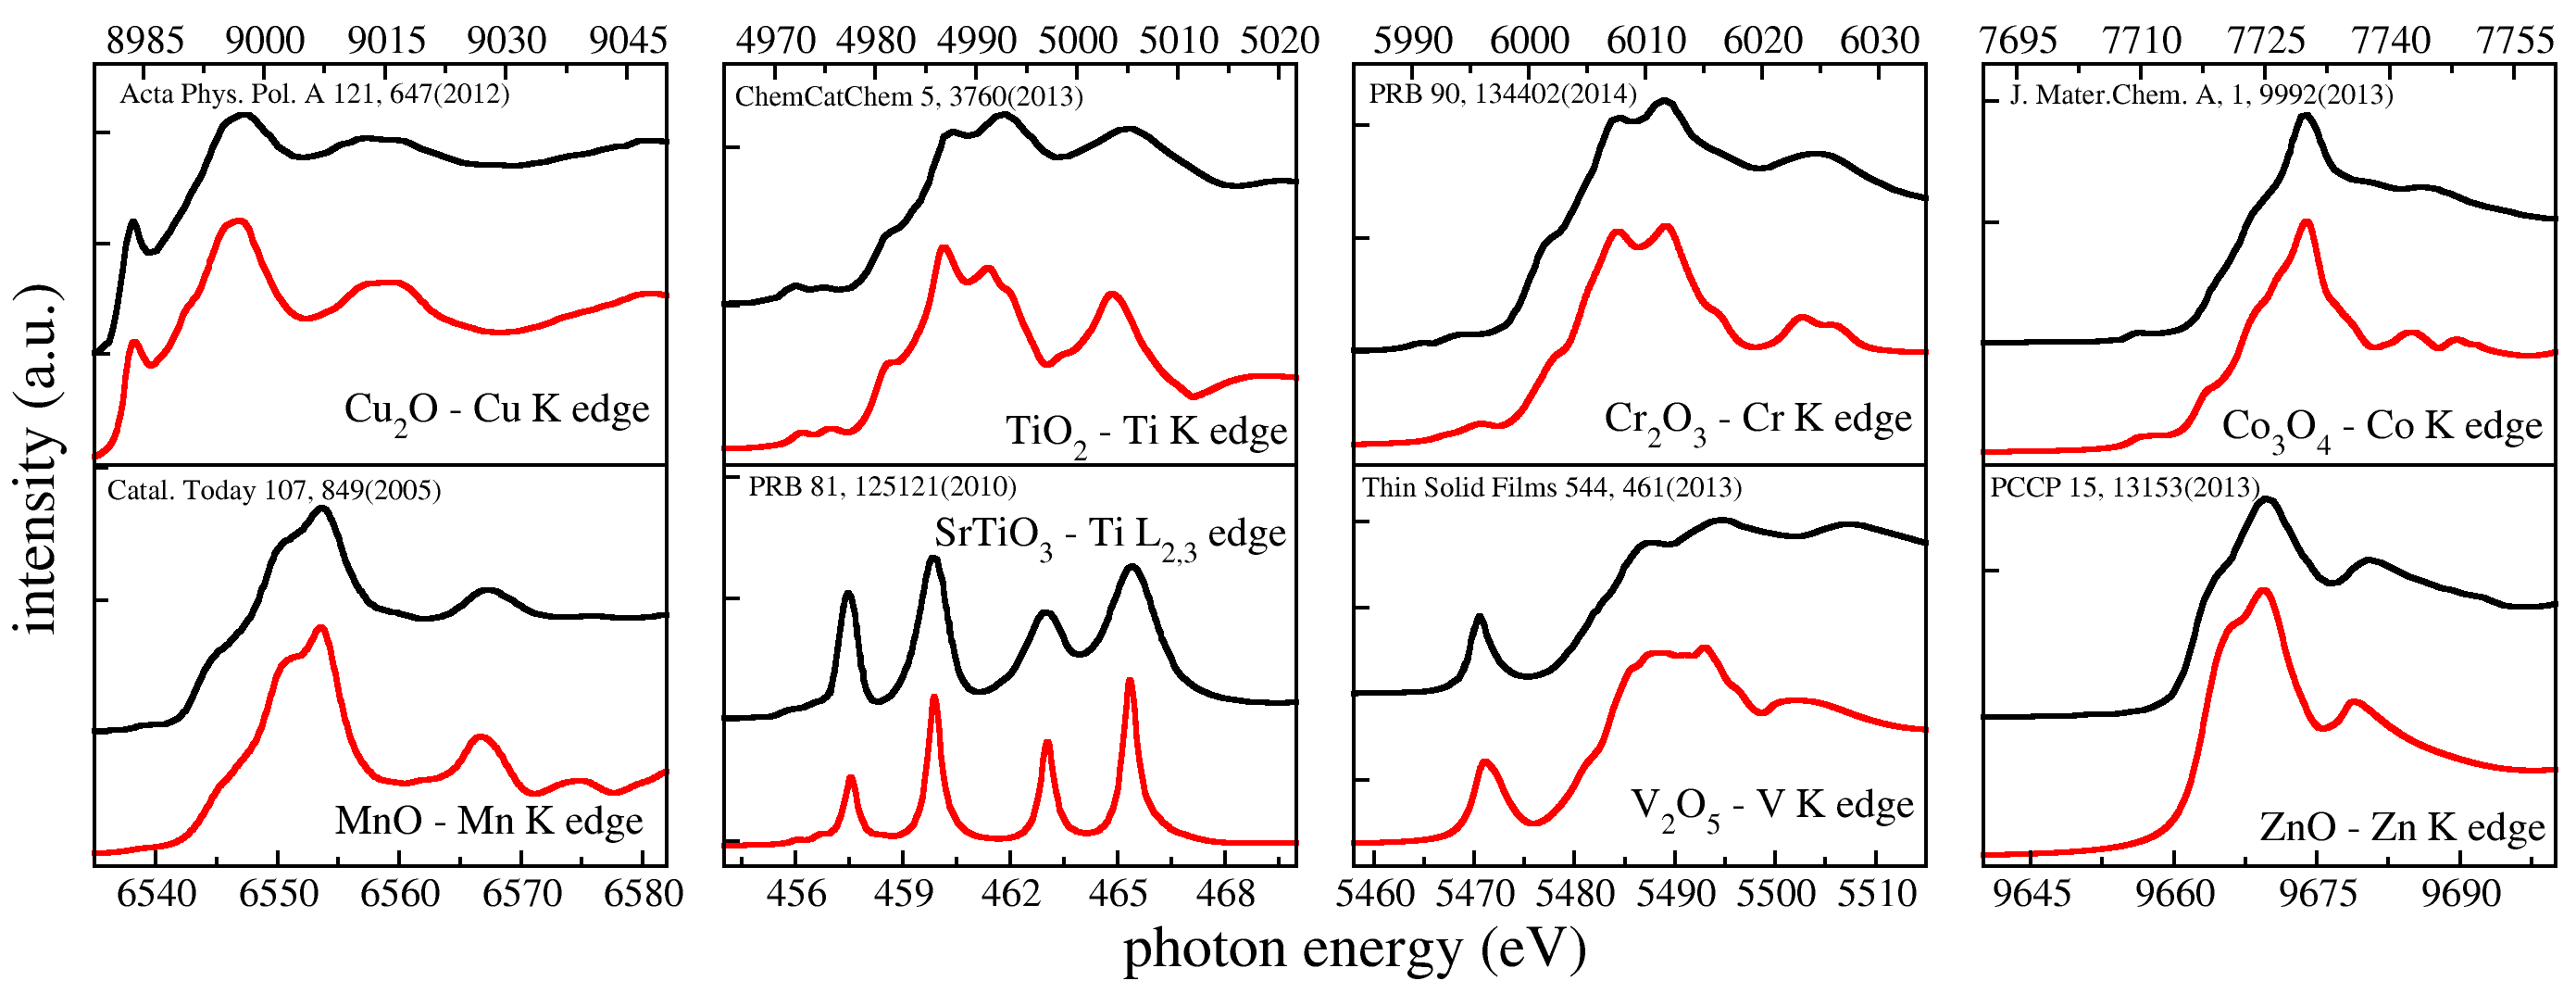 8985 9000 9015 9030 9045
4970 4980 4990 5000 5010 5020
5990 6000 6010 6020 6030
7695 7710 7725 7740 7755
Acta Phys. Pol. A 121, 647(2012)
Cu2O - Cu K edge
ChemCatChem 5, 3760(2013)
TiO2 - Ti K edge
PRB 90, 134402(2014)
Cr2O3 - Cr K edge
J. Mater.Chem. A, 1, 9992(2013)
Co3O4 - Co K edge
intensity (a.u.)
Catal. Today 107, 849(2005)
MnO - Mn K edge
PRB 81, 125121(2010)
SrTiO3 - Ti L2,3 edge
Thin Solid Films 544, 461(2013)
V2O5 - V K edge
PCCP 15, 13153(2013)
ZnO - Zn K edge
6540 6550 6560 6570 6580
456 459 462 465 468
5460 5470 5480 5490 5500 5510
9645 9660 9675 9690
photon energy (eV)